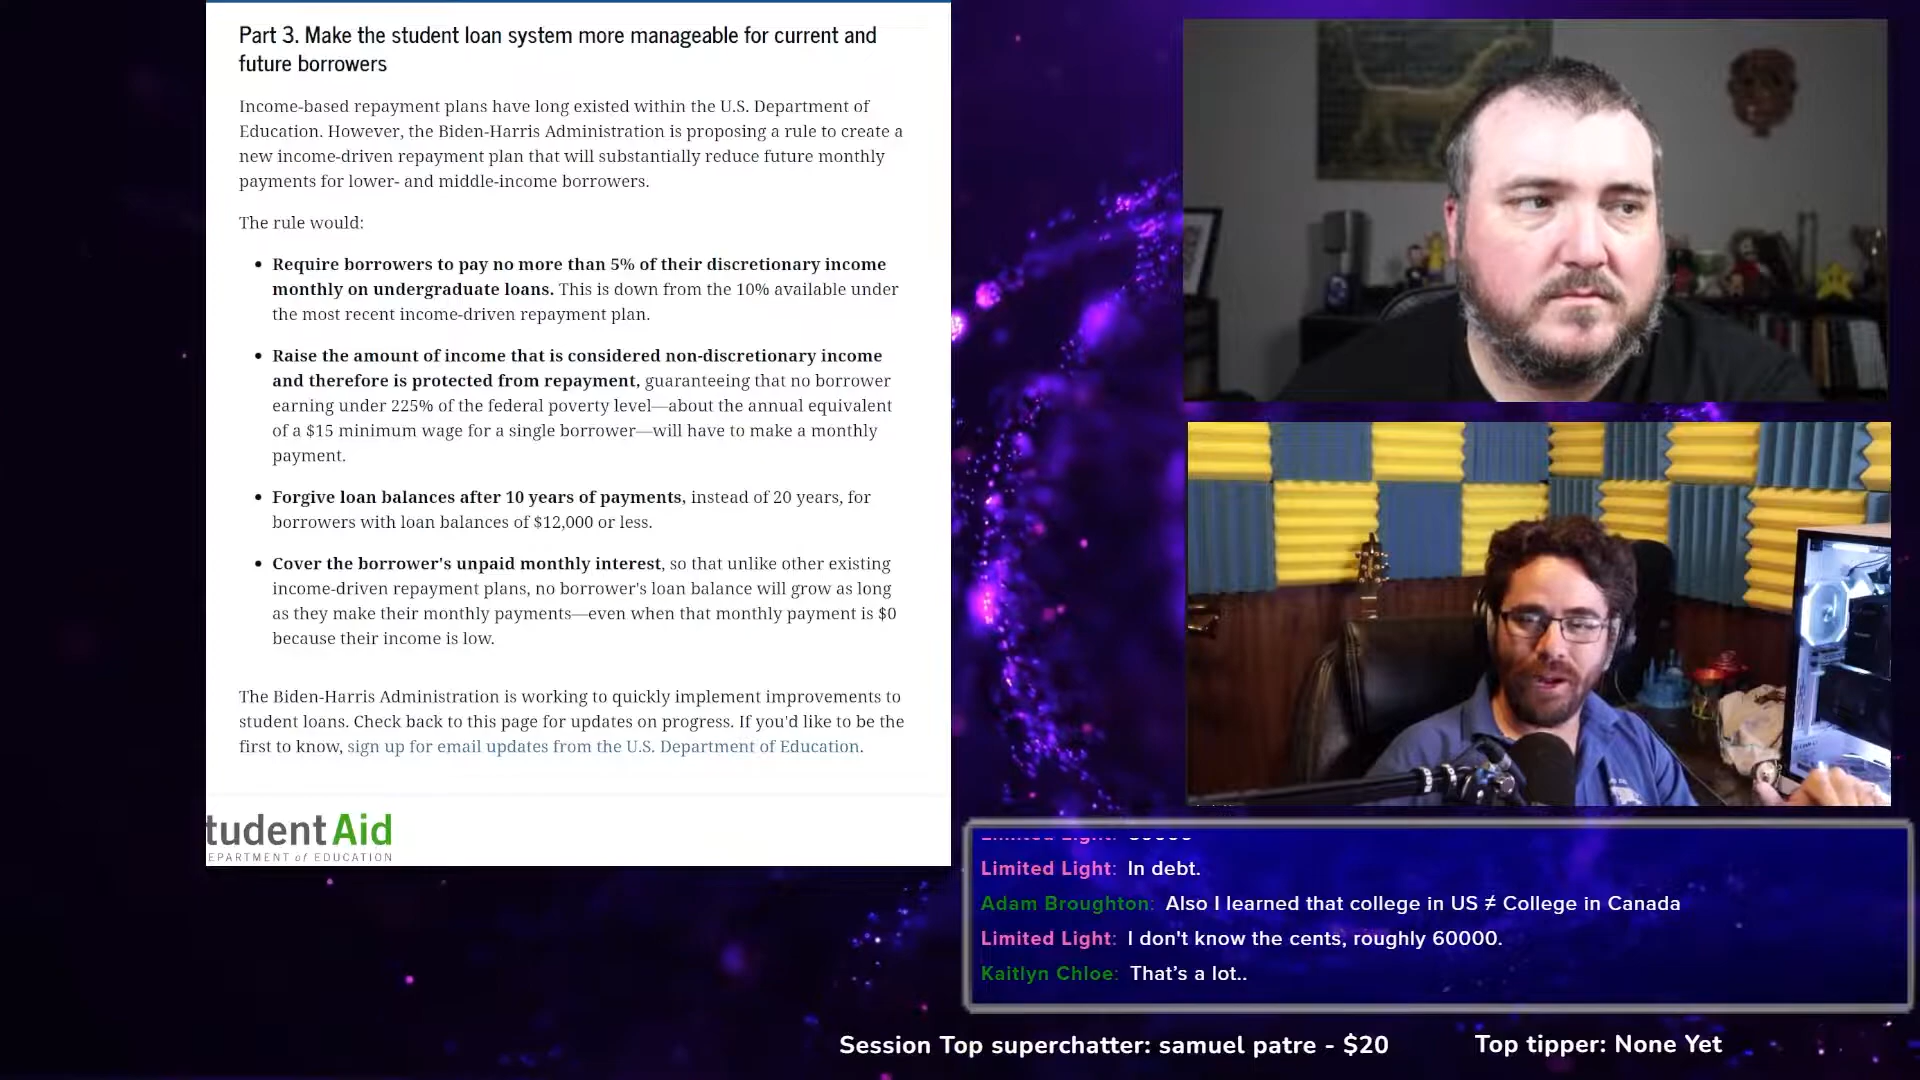 Part 3. Make the student loan system more manageable for current and
future borrowers
Income-based repayment plans have long existed within the U.S. Department of
Education. However, the Biden-Harris Administration is proposing a rule to create a
new income-driven repayment plan that will substantially reduce future monthly
payments for lower- and middle-income borrowers.
The rule would:
• Require borrowers to pay no more than 5% of their discretionary income
monthly on undergraduate loans. This is down from the 10% available under
the most recent income-driven repayment plan.
• Raise the amount of income that is considered non-discretionary income
and therefore is protected from repayment, guaranteeing that no borrower
earning under 225% of the federal poverty level—about the annual equivalent
of a $15 minimum wage for a single borrower—will have to make a monthly
payment.
• Forgive loan balances after 10 years of payments, instead of 20 years, for
borrowers with loan balances of $12,000 or less.
• Cover the borrower's unpaid monthly interest, so that unlike other existing
income-driven repayment plans, no borrower's loan balance will grow as long
as they make their monthly payments—even when that monthly payment is $0
because their income is low.
The Biden-Harris Administration is working to quickly implement improvements to
student loans. Check back to this page for updates on progress. If you'd like to be the
first to know, sign up for email updates from the U.S. Department of Education.
tudentAid
EPARTMENT of EDUCATION
Limited Light: In debt.
Adam Broughton: Also I learned that college in US ≠ College in Canada
Limited Light: I don't know the cents, roughly 60000.
Kaitlyn Chloe: That's a lot..
Session Top superchatter: samuel patre - $20
Top tipper: None Yet